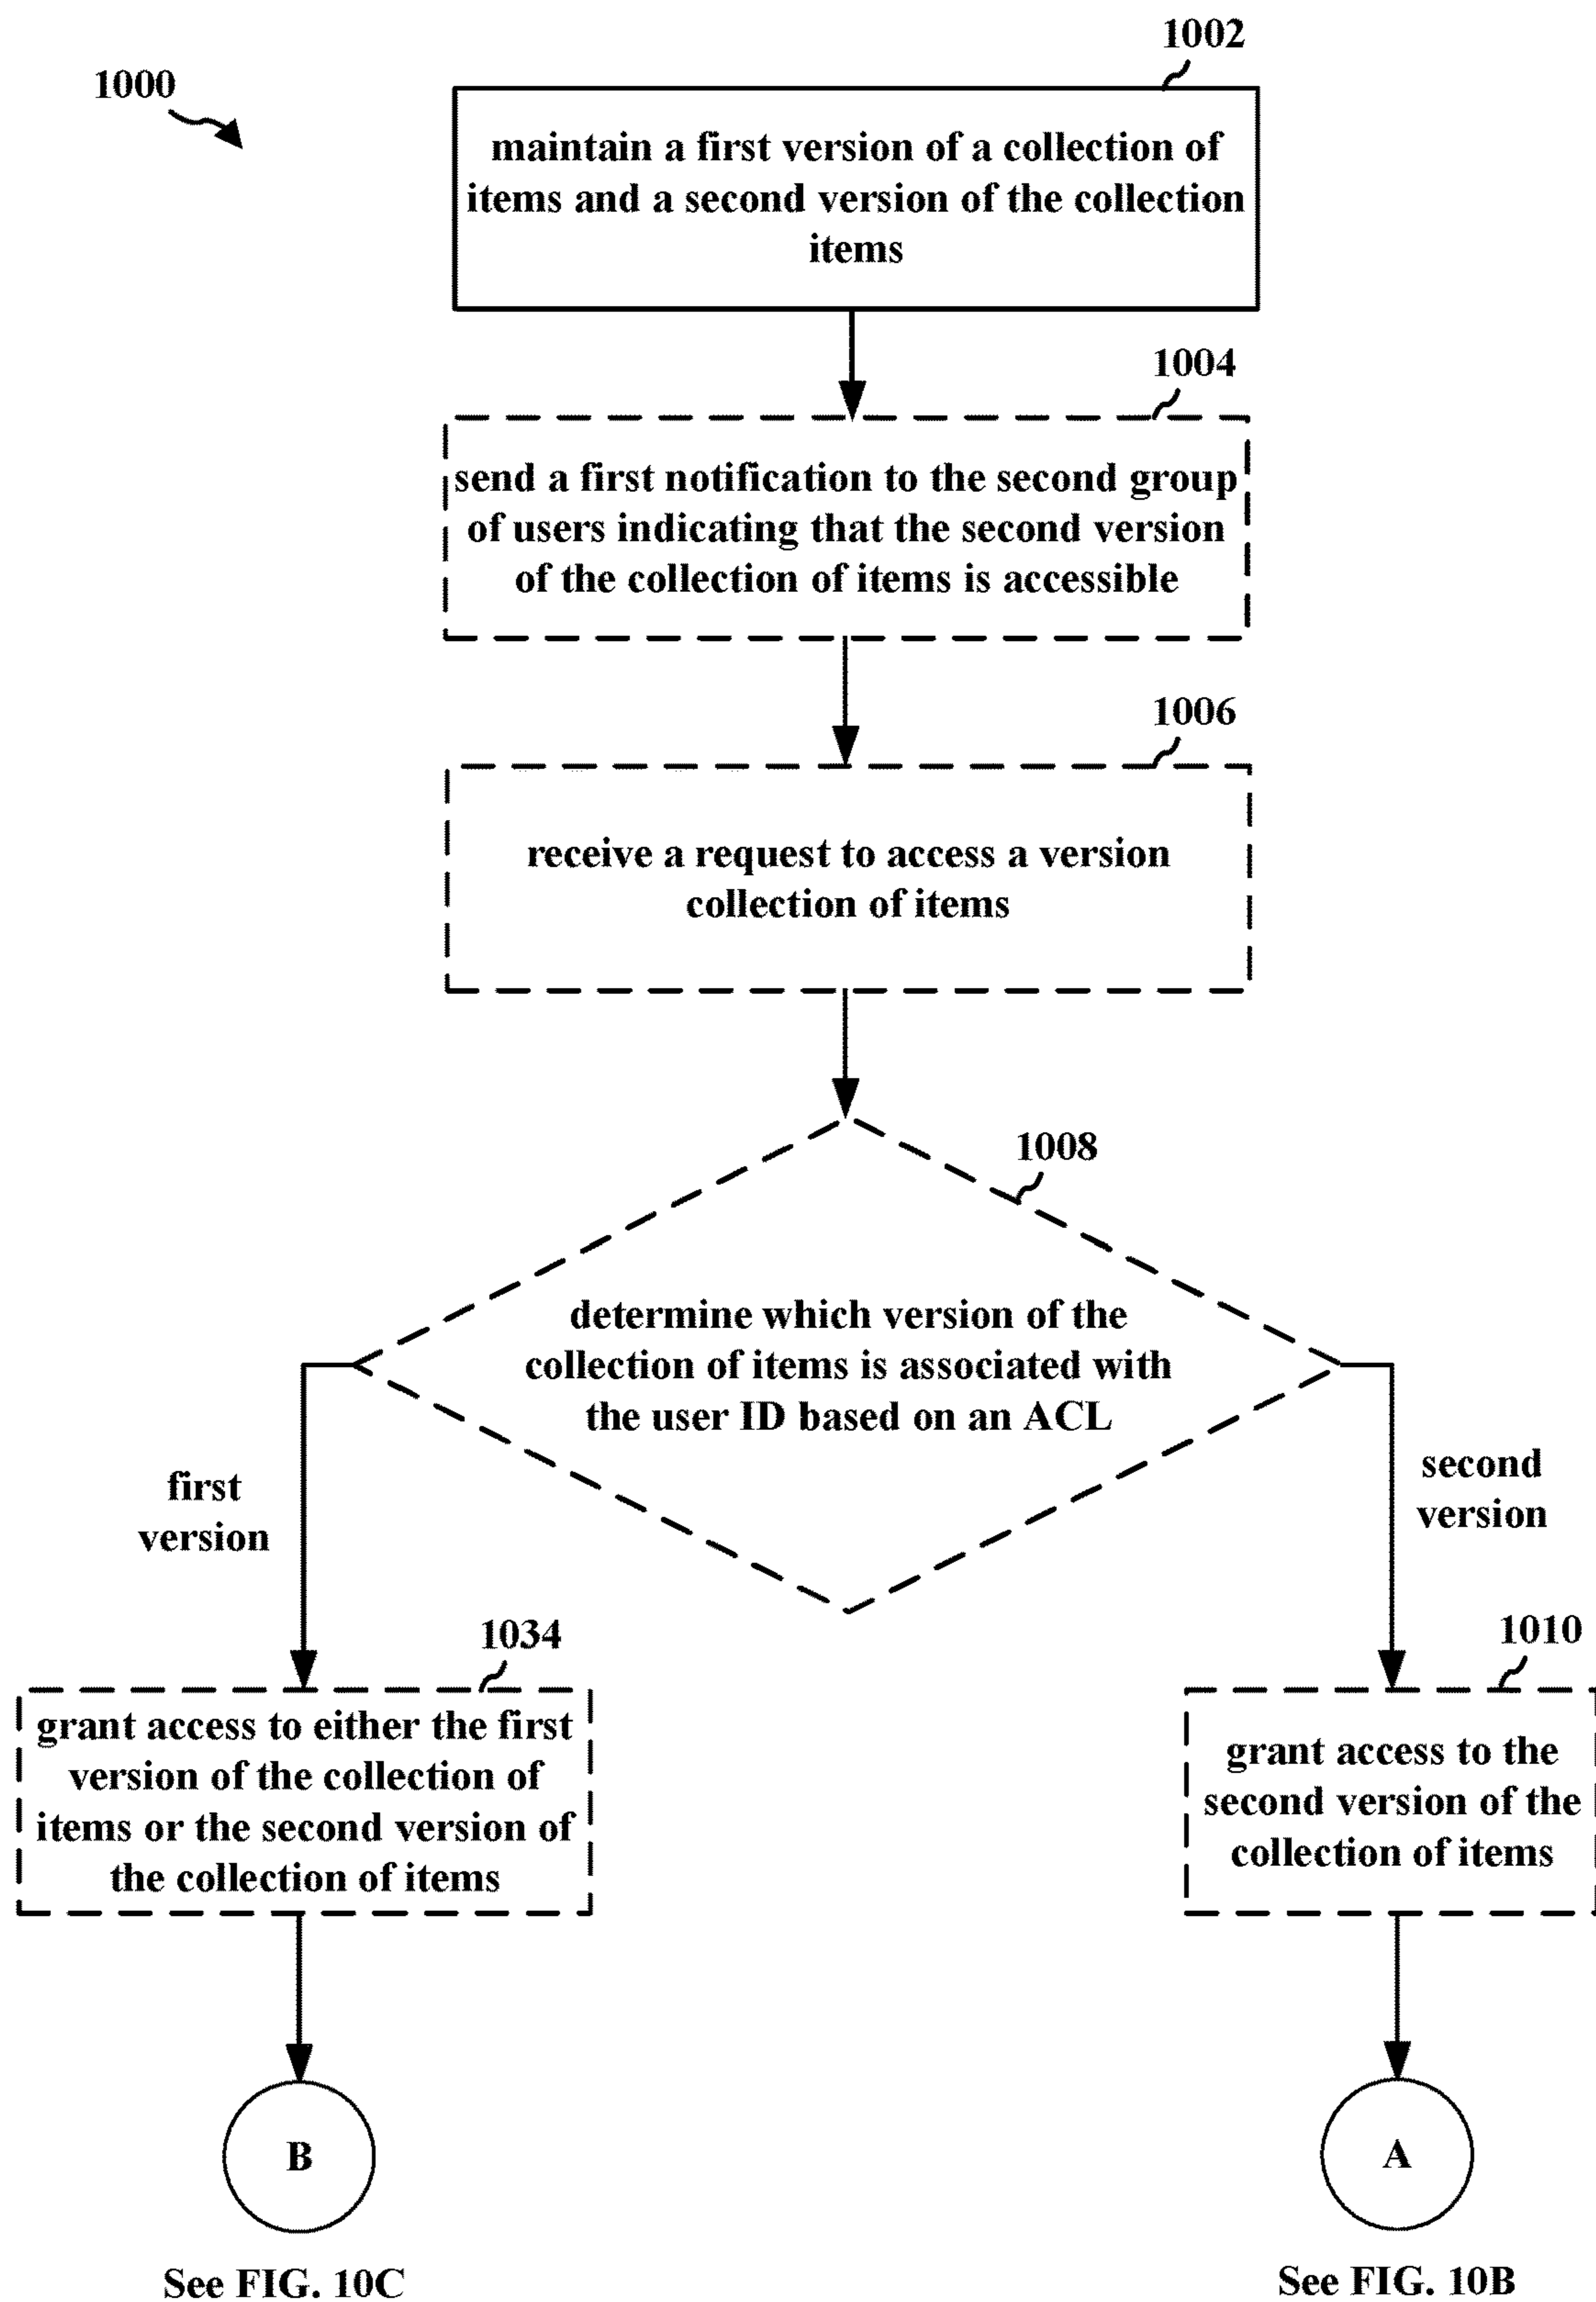 1000
1002
maintain a first version of a collection of
items and a second version of the collection
items
1004
send a first notification to the second group
of users indicating that the second version
of the collection of items is accessible
1006
receive a request to access a version
collection of items
1008
determine which version of the
collection of items is associated with
the user ID based on an ACL
first
version
second
version
1034
grant access to either the first
version of the collection of
items or the second version of
the collection of items
1010
grant access to the
second version of the
collection of items
B
See FIG. 10C
A
See FIG. 10B